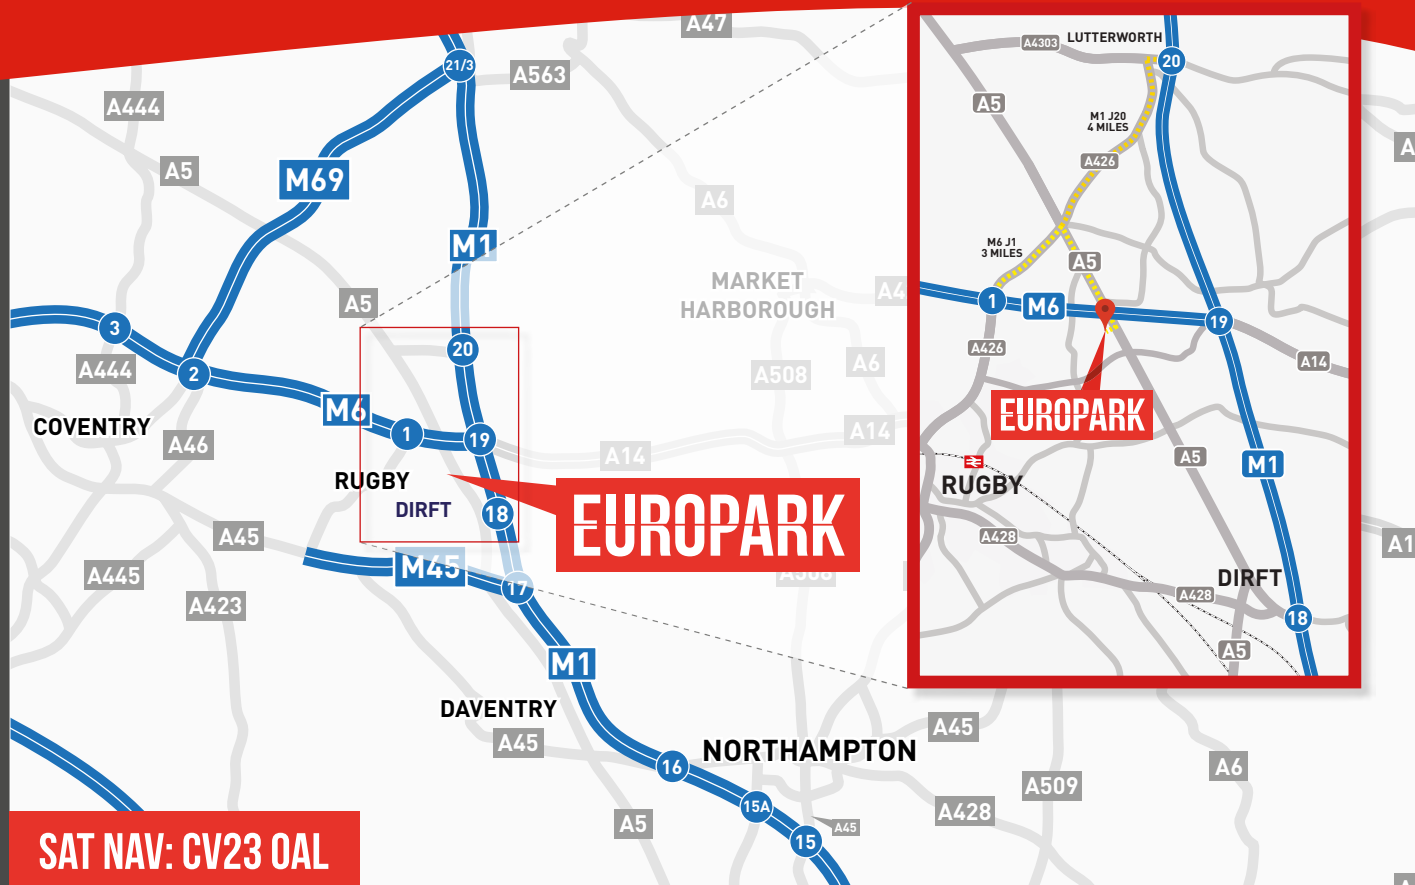 A47
21/3
A563
A444
A5
M69
A6
M1
MARKET
HARBOROUGH
A5
A4
3
20
2
A444
A6
A508
M6
1
19
COVENTRY
A46
A14
A14
RUGBY
DIRFT
18
EUROPARK
A45
M45
A508
A445
17
A423
M1
DAVENTRY
A45
NORTHAMPTON
A45
16
A6
A509
15A
A428
A5
A45
15
SAT NAV: CV23 0AL
LUTTERWORTH
A4303
20
A5
M1 J20
4 MILES
A426
M6 J1
3 MILES
A5
1
M6
19
A426
A14
EUROPARK
A5
M1
RUGBY
A428
DIRFT
A428
18
A5
A
A1